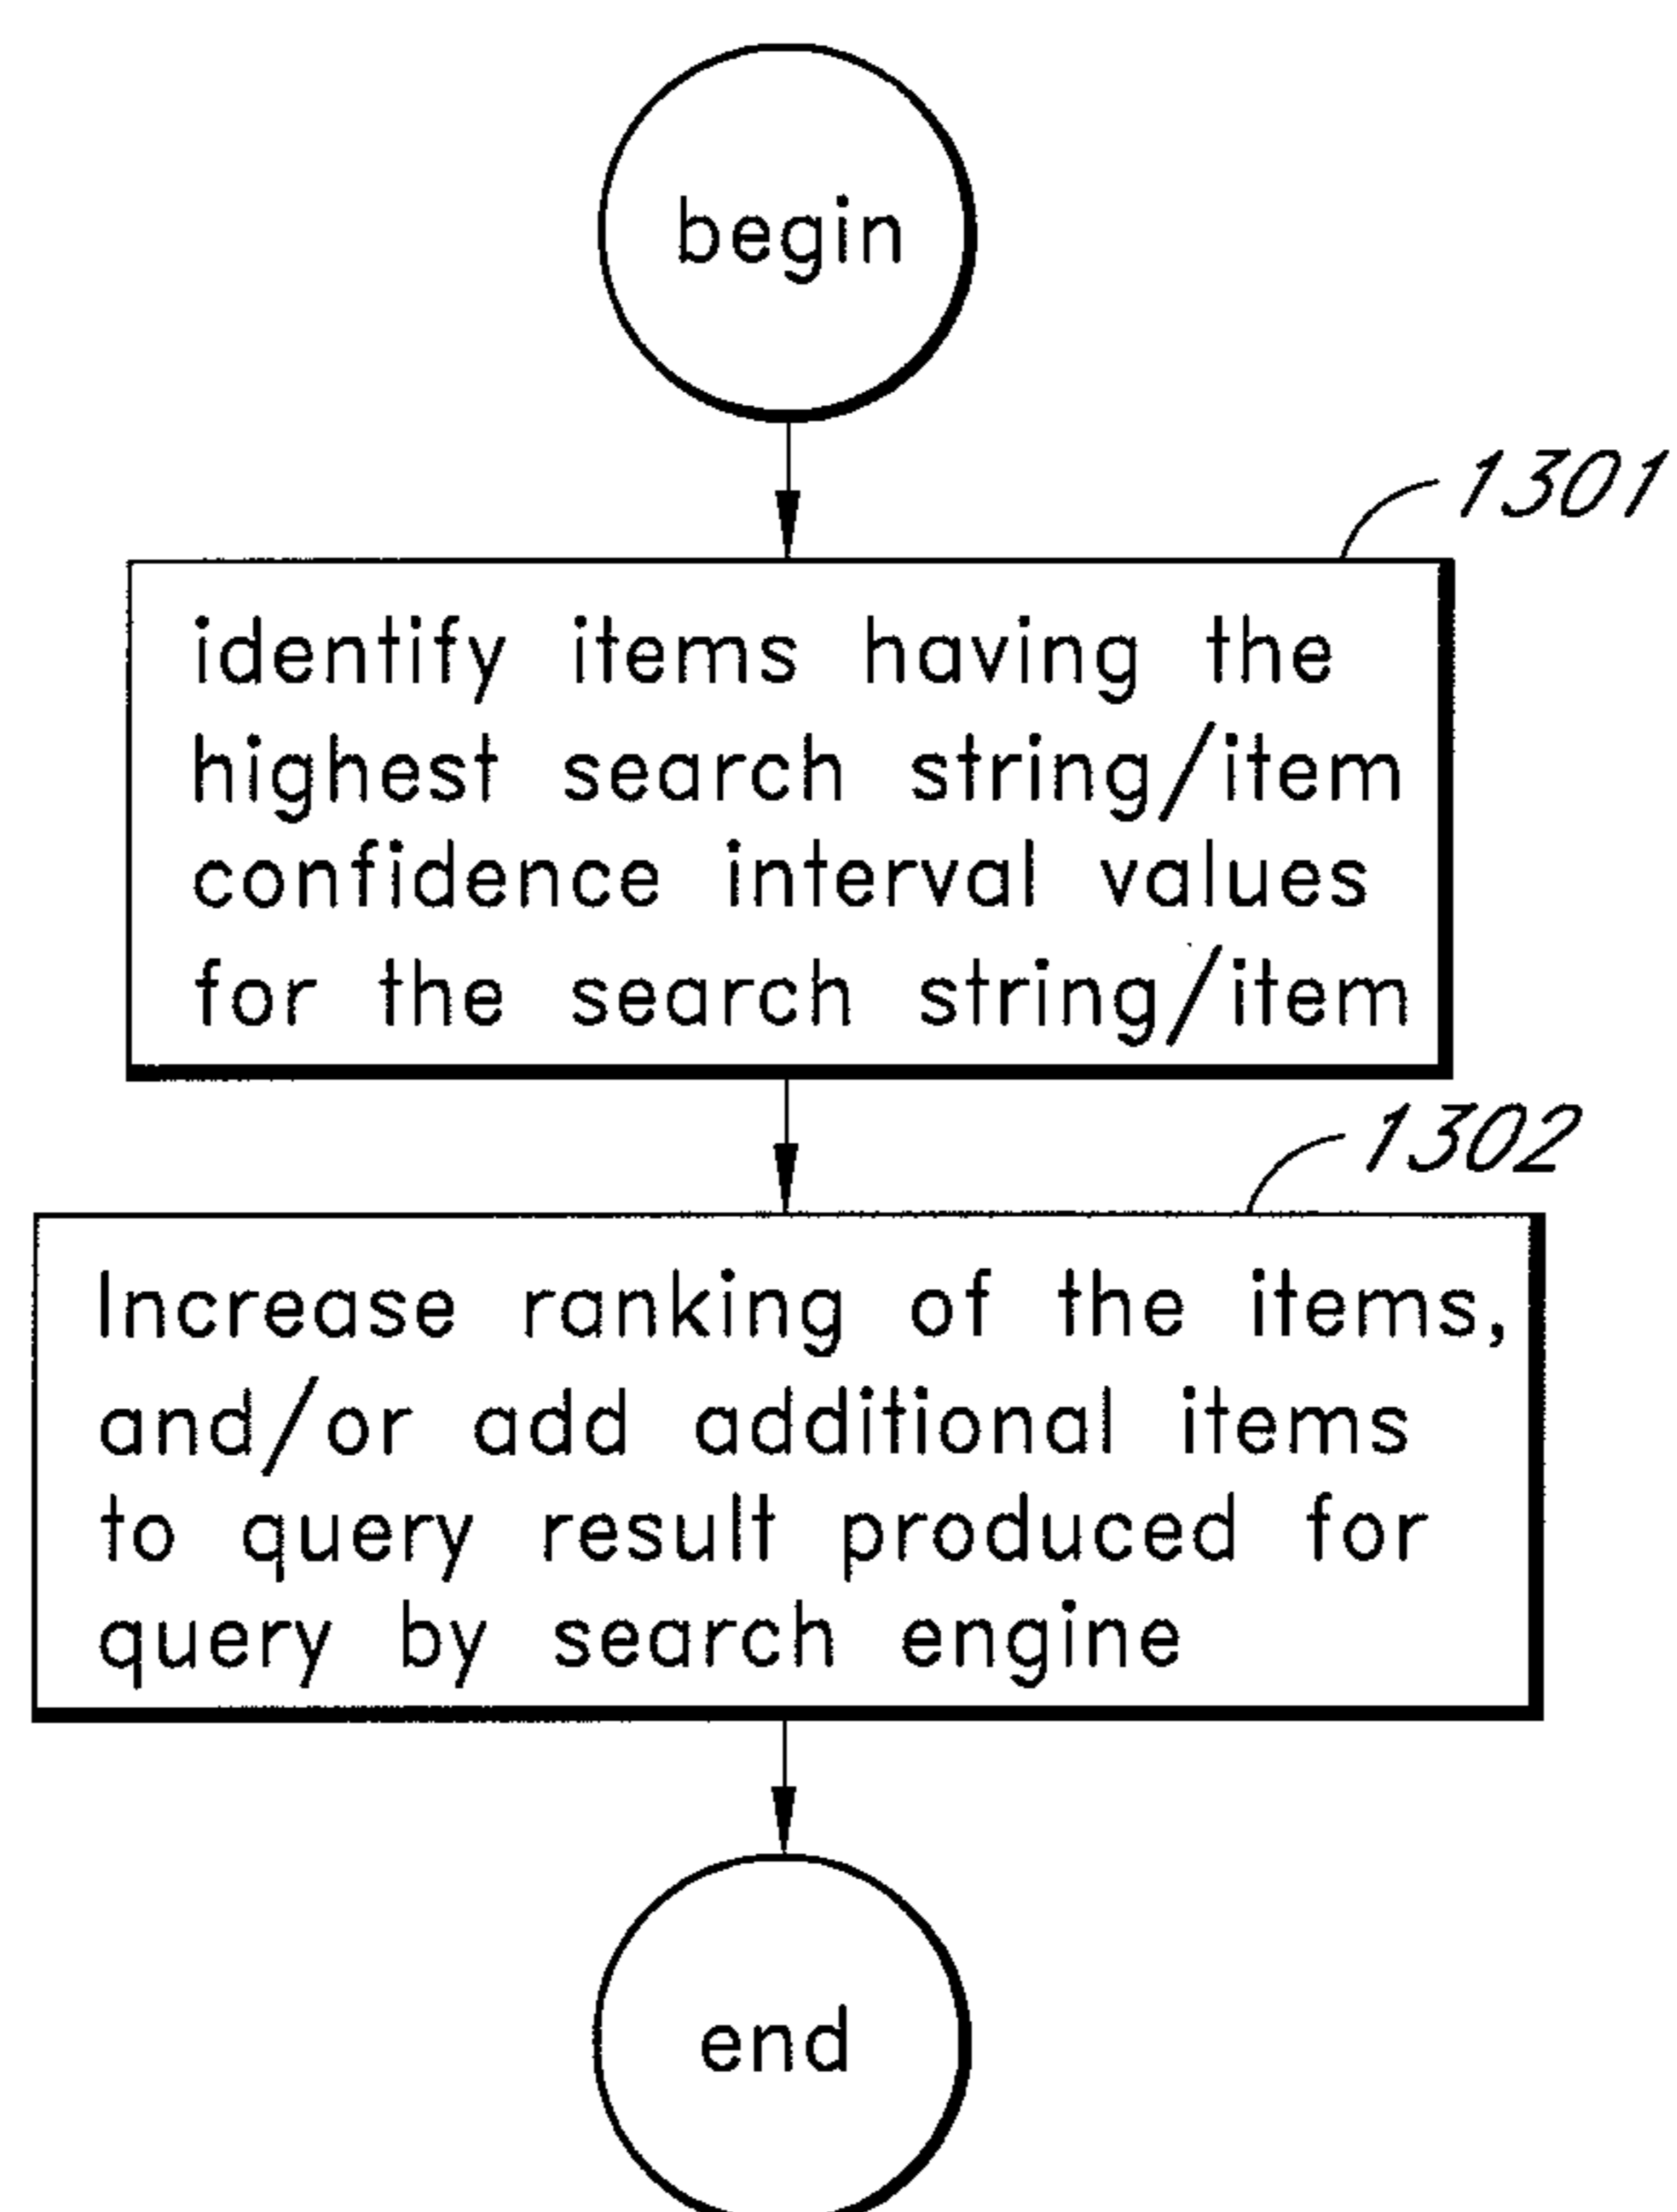 begin
1301
identify items having the
highest search string/item
confidence interval values
for the search string/item
1302
Increase ranking of the items,
and/or add additional items
to query result produced for
query by search engine
end